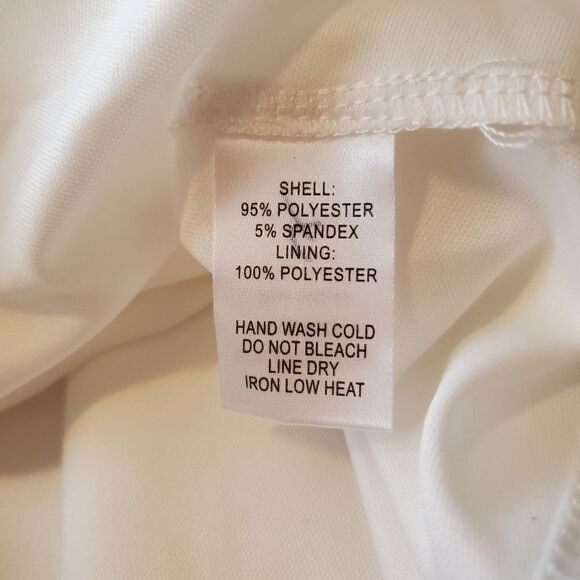 SHELL:
95% POLYESTER
5% SPANDEX
LINING:
100% POLYESTER
HAND WASH COLD
DO NOT BLEACH
LINE DRY
IRON LOW HEAT